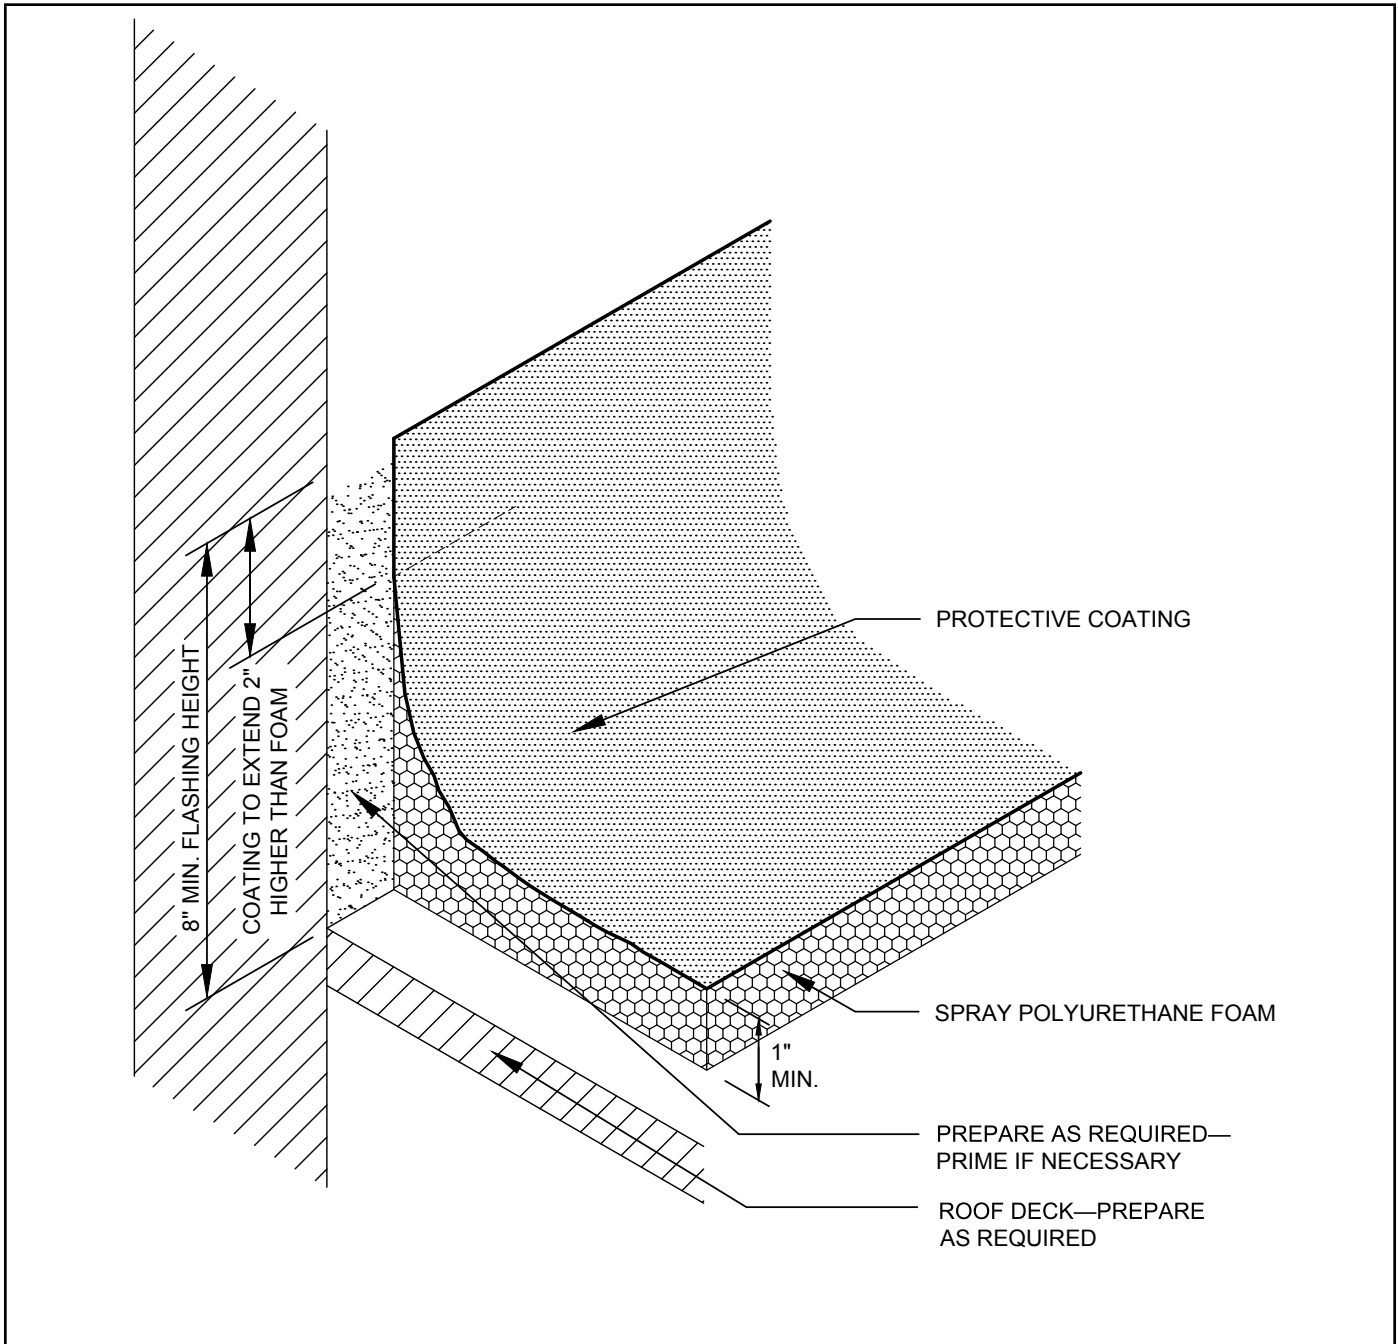 8" MIN. FLASHING HEIGHT
COATING TO EXTEND 2"
HIGHER THAN FOAM
PROTECTIVE COATING
SPRAY POLYURETHANE FOAM
1"
MIN.
PREPARE AS REQUIRED—
PRIME IF NECESSARY
ROOF DECK—PREPARE
AS REQUIRED